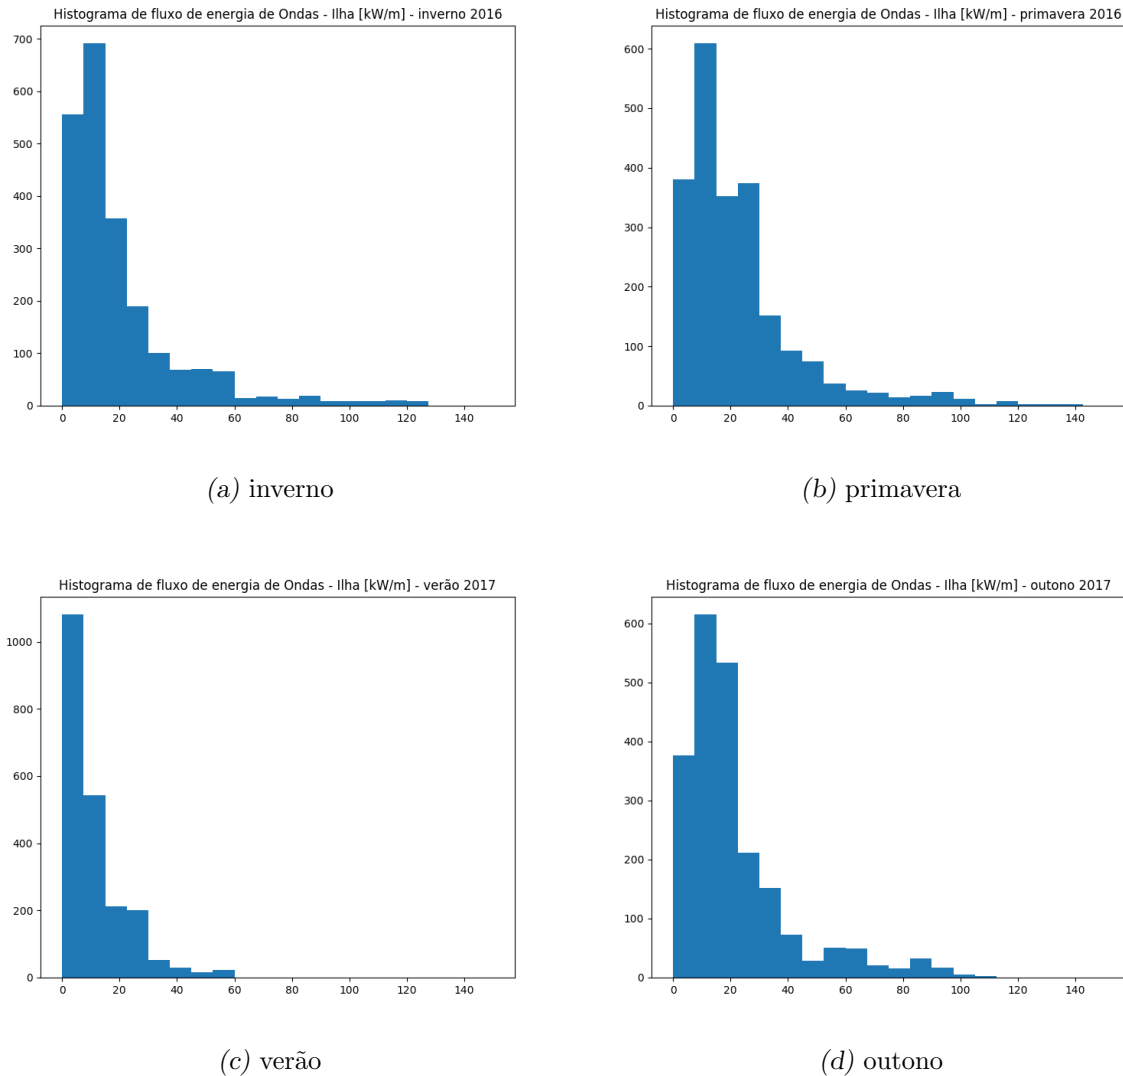 Histograma de fluxo de energia de Ondas - Ilha [kW/m] - inverno 2016
700
600
500
400
300
200
100
0
0 20 40 60 80 100 120 140
(a) inverno
Histograma de fluxo de energia de Ondas - Ilha [kW/m] - primavera 2016
600
500
400
300
200
100
0
0 20 40 60 80 100 120 140
(b) primavera
Histograma de fluxo de energia de Ondas - Ilha [kW/m] - verão 2017
1000
800
600
400
200
0
0 20 40 60 80 100 120 140
(c) verão
Histograma de fluxo de energia de Ondas - Ilha [kW/m] - outono 2017
600
500
400
300
200
100
0
0 20 40 60 80 100 120 140
(d) outono